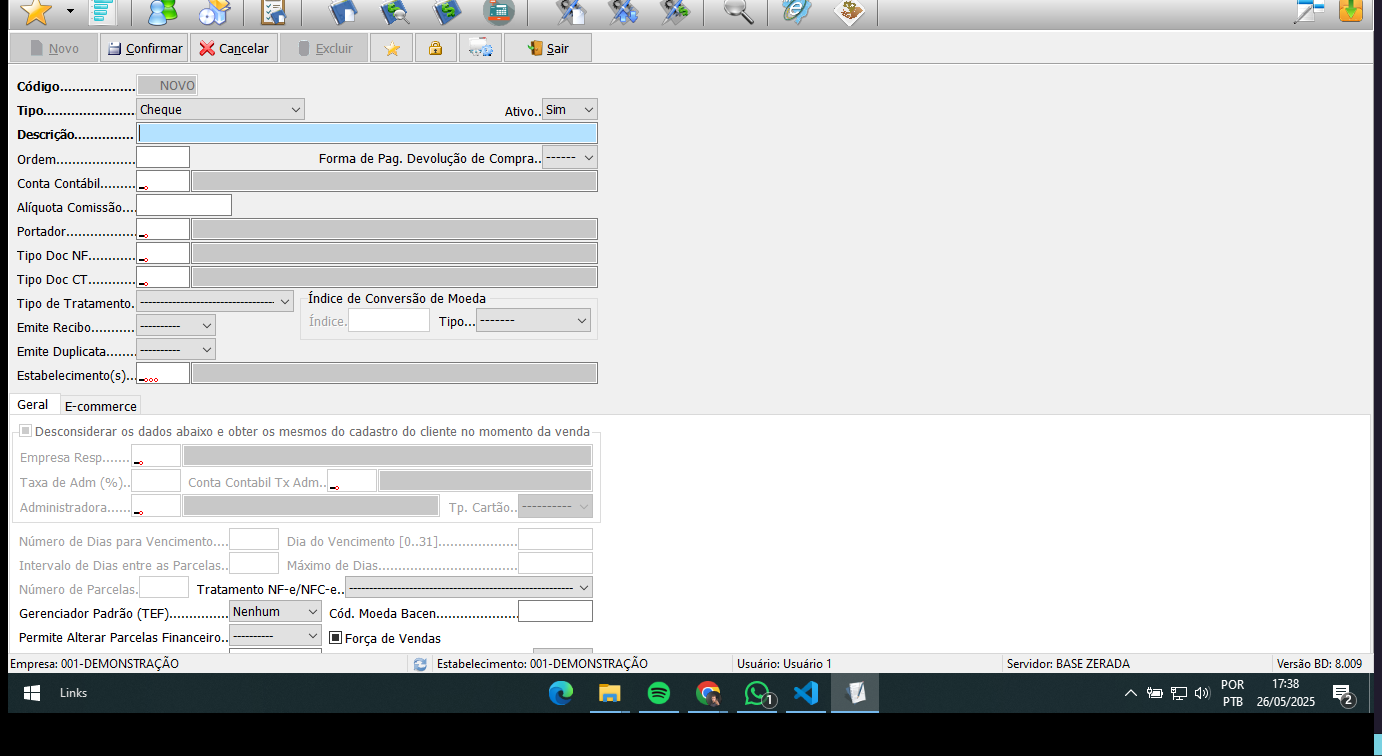 Novo Confirmar Cancelar Excluir Sair
Código................... NOVO
Tipo....................... Cheque Ativo.. Sim
Descrição...............
Ordem................... Forma de Pag. Devolução de Compra.. ------
Conta Contábil.........
Alíquota Comissão....
Portador.................
Tipo Doc NF............
Tipo Doc CT............
Tipo de Tratamento. ---------------------------------- Índice de Conversão de Moeda
Índice. Tipo... -------
Emite Recibo........... ----------
Emite Duplicata....... ----------
Estabelecimento(s)..
Geral E-commerce
Desconsiderar os dados abaixo e obter os mesmos do cadastro do cliente no momento da venda
Empresa Resp.......
Taxa de Adm (%).. Conta Contabil Tx Adm..
Administradora...... Tp. Cartão.. ----------
Número de Dias para Vencimento.... Dia do Vencimento [0..31]....................
Intervalo de Dias entre as Parcelas. Máximo de Dias...................................
Número de Parcelas. Tratamento NF-e/NFC-e.. --------------------------------------------------------
Gerenciador Padrão (TEF)............... Nenhum Cód. Moeda Bacen.....................
Permite Alterar Parcelas Financeiro.. ---------- Força de Vendas
Empresa: 001-DEMONSTRAÇÃO Estabelecimento: 001-DEMONSTRAÇÃO Usuário: Usuário 1 Servidor: BASE ZERADA Versão BD: 8.009
Links 1 POR 17:38
PTB 26/05/2025 2